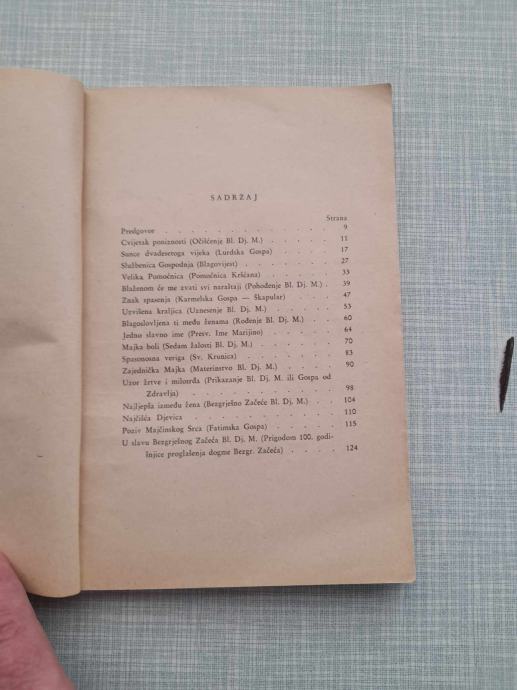 SADRŽAJ
Strana
Predgovor . . . . . . . . . . . 9
Cvijetak poniznosti (Očišćenje Bl. Dj. M.) . . . . . 11
Sunce dvadesetoga vijeka (Lurdska Gospa) . . . . . 17
Službenica Gospodnja (Blagovijest) . . . . . . . 27
Velika Pomoćnica (Pomoćnica Kršćana) . . . . . . 33
Blaženom će me zvati svi naraštaji (Pohođenje Bl. Dj. M.) . 39
Znak spasenja (Karmelska Gospa — Škapular) . . . . 47
Uzvišena kraljica (Uznesenje Bl. Dj. M.) . . . . . 53
Blagoslovljena ti među ženama (Rođenje Bl. Dj. M.) . . . 60
Jedno slavno ime (Presv. Ime Marijino) . . . . . 64
Majka boli (Sedam žalosti Bl. Dj. M.) . . . . . . 70
Spasonosna veriga (Sv. Krunica) . . . . . . . 83
Zajednička Majka (Materinstvo Bl. Dj. M.) . . . . . 90
Uzor žrtve i milosrđa (Prikazanje Bl. Dj. M. ili Gospa od
Zdravlja) . . . . . . . . . . 98
Najljepša između žena (Bezgrješno Začeće Bl. Dj. M.) . . . 104
Najčišća Djevica . . . . . . . . . . 110
Poziv Majčinskog Srca (Fatimska Gospa) . . . . . 115
U slavu Bezgrješnog Začeća Bl. Dj. M. (Prigodom 100. godi-
šnjice proglašenja dogme Bezgr. Začeća) . . . . 124